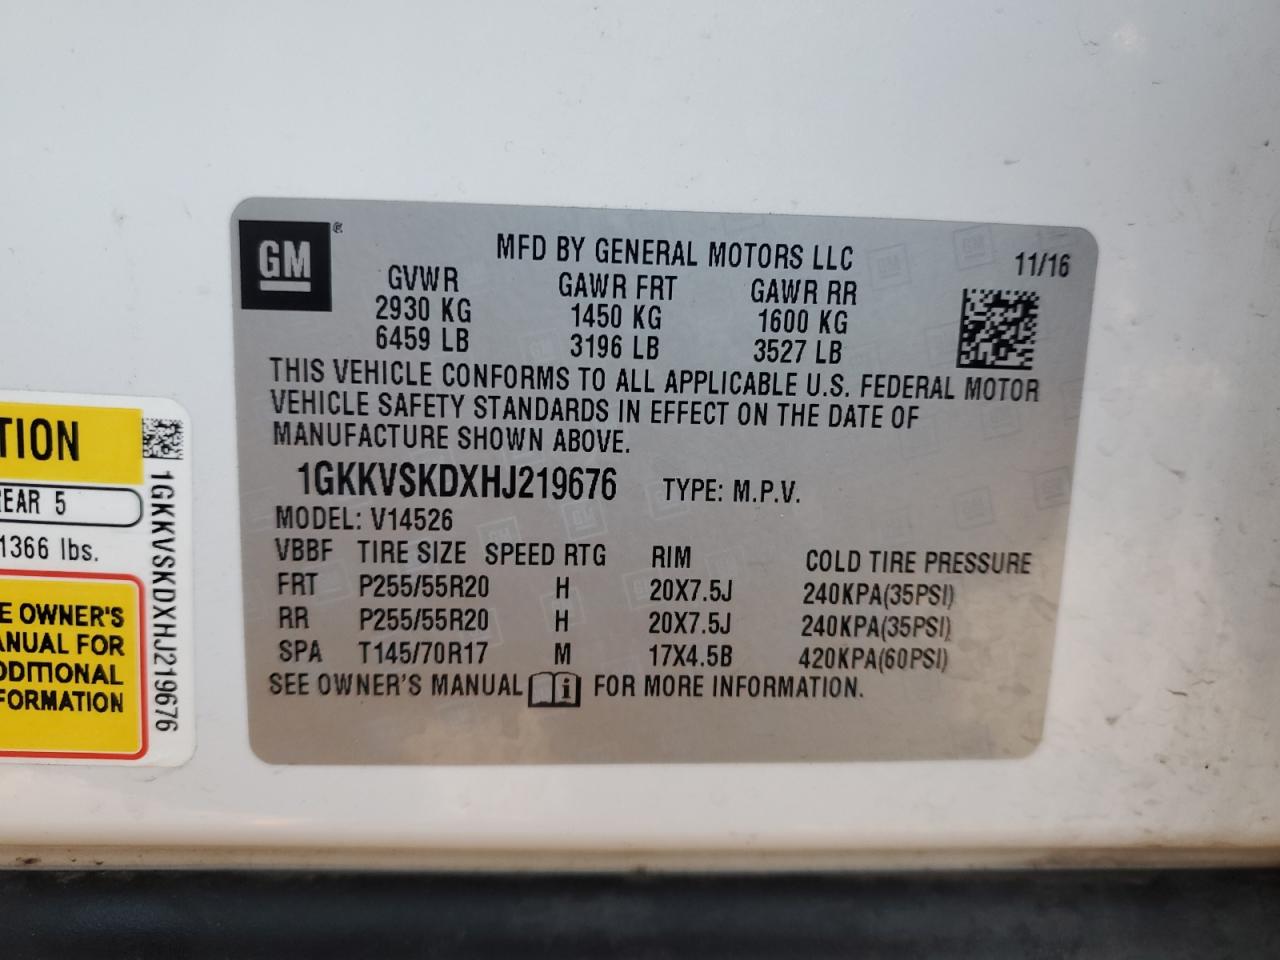 GM ®
MFD BY GENERAL MOTORS LLC 11/16
GVWR GAWR FRT GAWR RR
2930 KG 1450 KG 1600 KG
6459 LB 3196 LB 3527 LB
THIS VEHICLE CONFORMS TO ALL APPLICABLE U.S. FEDERAL MOTOR
VEHICLE SAFETY STANDARDS IN EFFECT ON THE DATE OF
MANUFACTURE SHOWN ABOVE.
1GKKVSKDXHJ219676 TYPE: M.P.V.
MODEL: V14526
VBBF TIRE SIZE SPEED RTG RIM COLD TIRE PRESSURE
FRT P255/55R20 H 20X7.5J 240KPA(35PSI)
RR P255/55R20 H 20X7.5J 240KPA(35PSI)
SPA T145/70R17 M 17X4.5B 420KPA(60PSI)
SEE OWNER'S MANUAL i FOR MORE INFORMATION.
TION
EAR 5
1366 lbs.
E OWNER'S
ANUAL FOR
DDITIONAL
FORMATION
1GKKVSKDXHJ219676